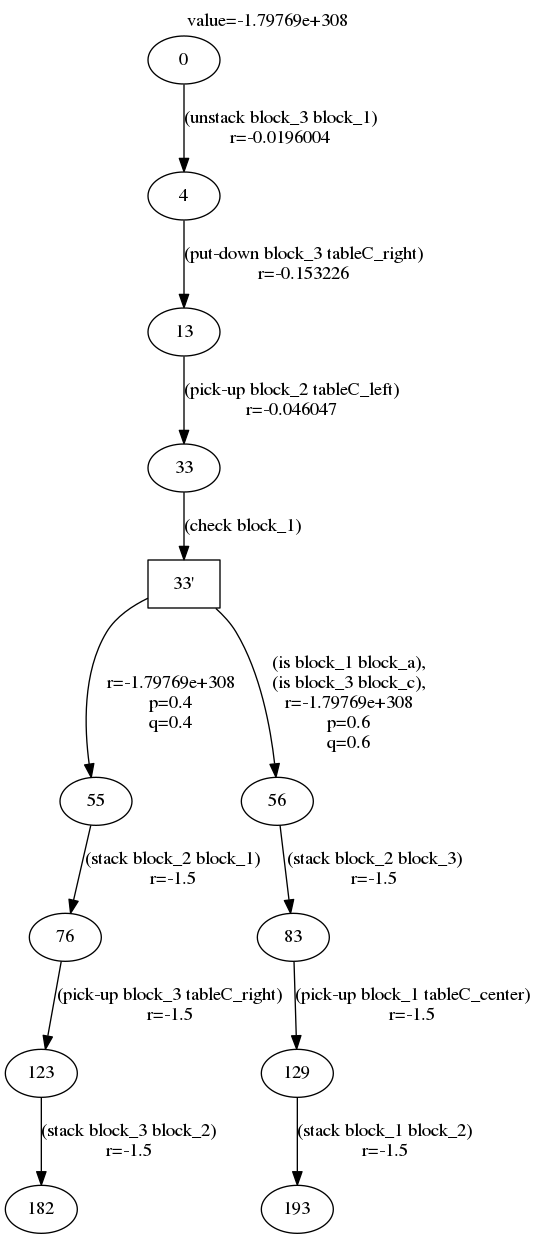 value=-1.79769e+308
0
(unstack block_3 block_1)
r=-0.0196004
4
(put-down block_3 tableC_right)
r=-0.153226
13
(pick-up block_2 tableC_left)
r=-0.046047
33
(check block_1)
33'
r=-1.79769e+308
p=0.4
q=0.4
(is block_1 block_a),
(is block_3 block_c),
r=-1.79769e+308
p=0.6
q=0.6
55
56
(stack block_2 block_1)
r=-1.5
(stack block_2 block_3)
r=-1.5
76
83
(pick-up block_3 tableC_right)
r=-1.5
(pick-up block_1 tableC_center)
r=-1.5
123
129
(stack block_3 block_2)
r=-1.5
(stack block_1 block_2)
r=-1.5
182
193